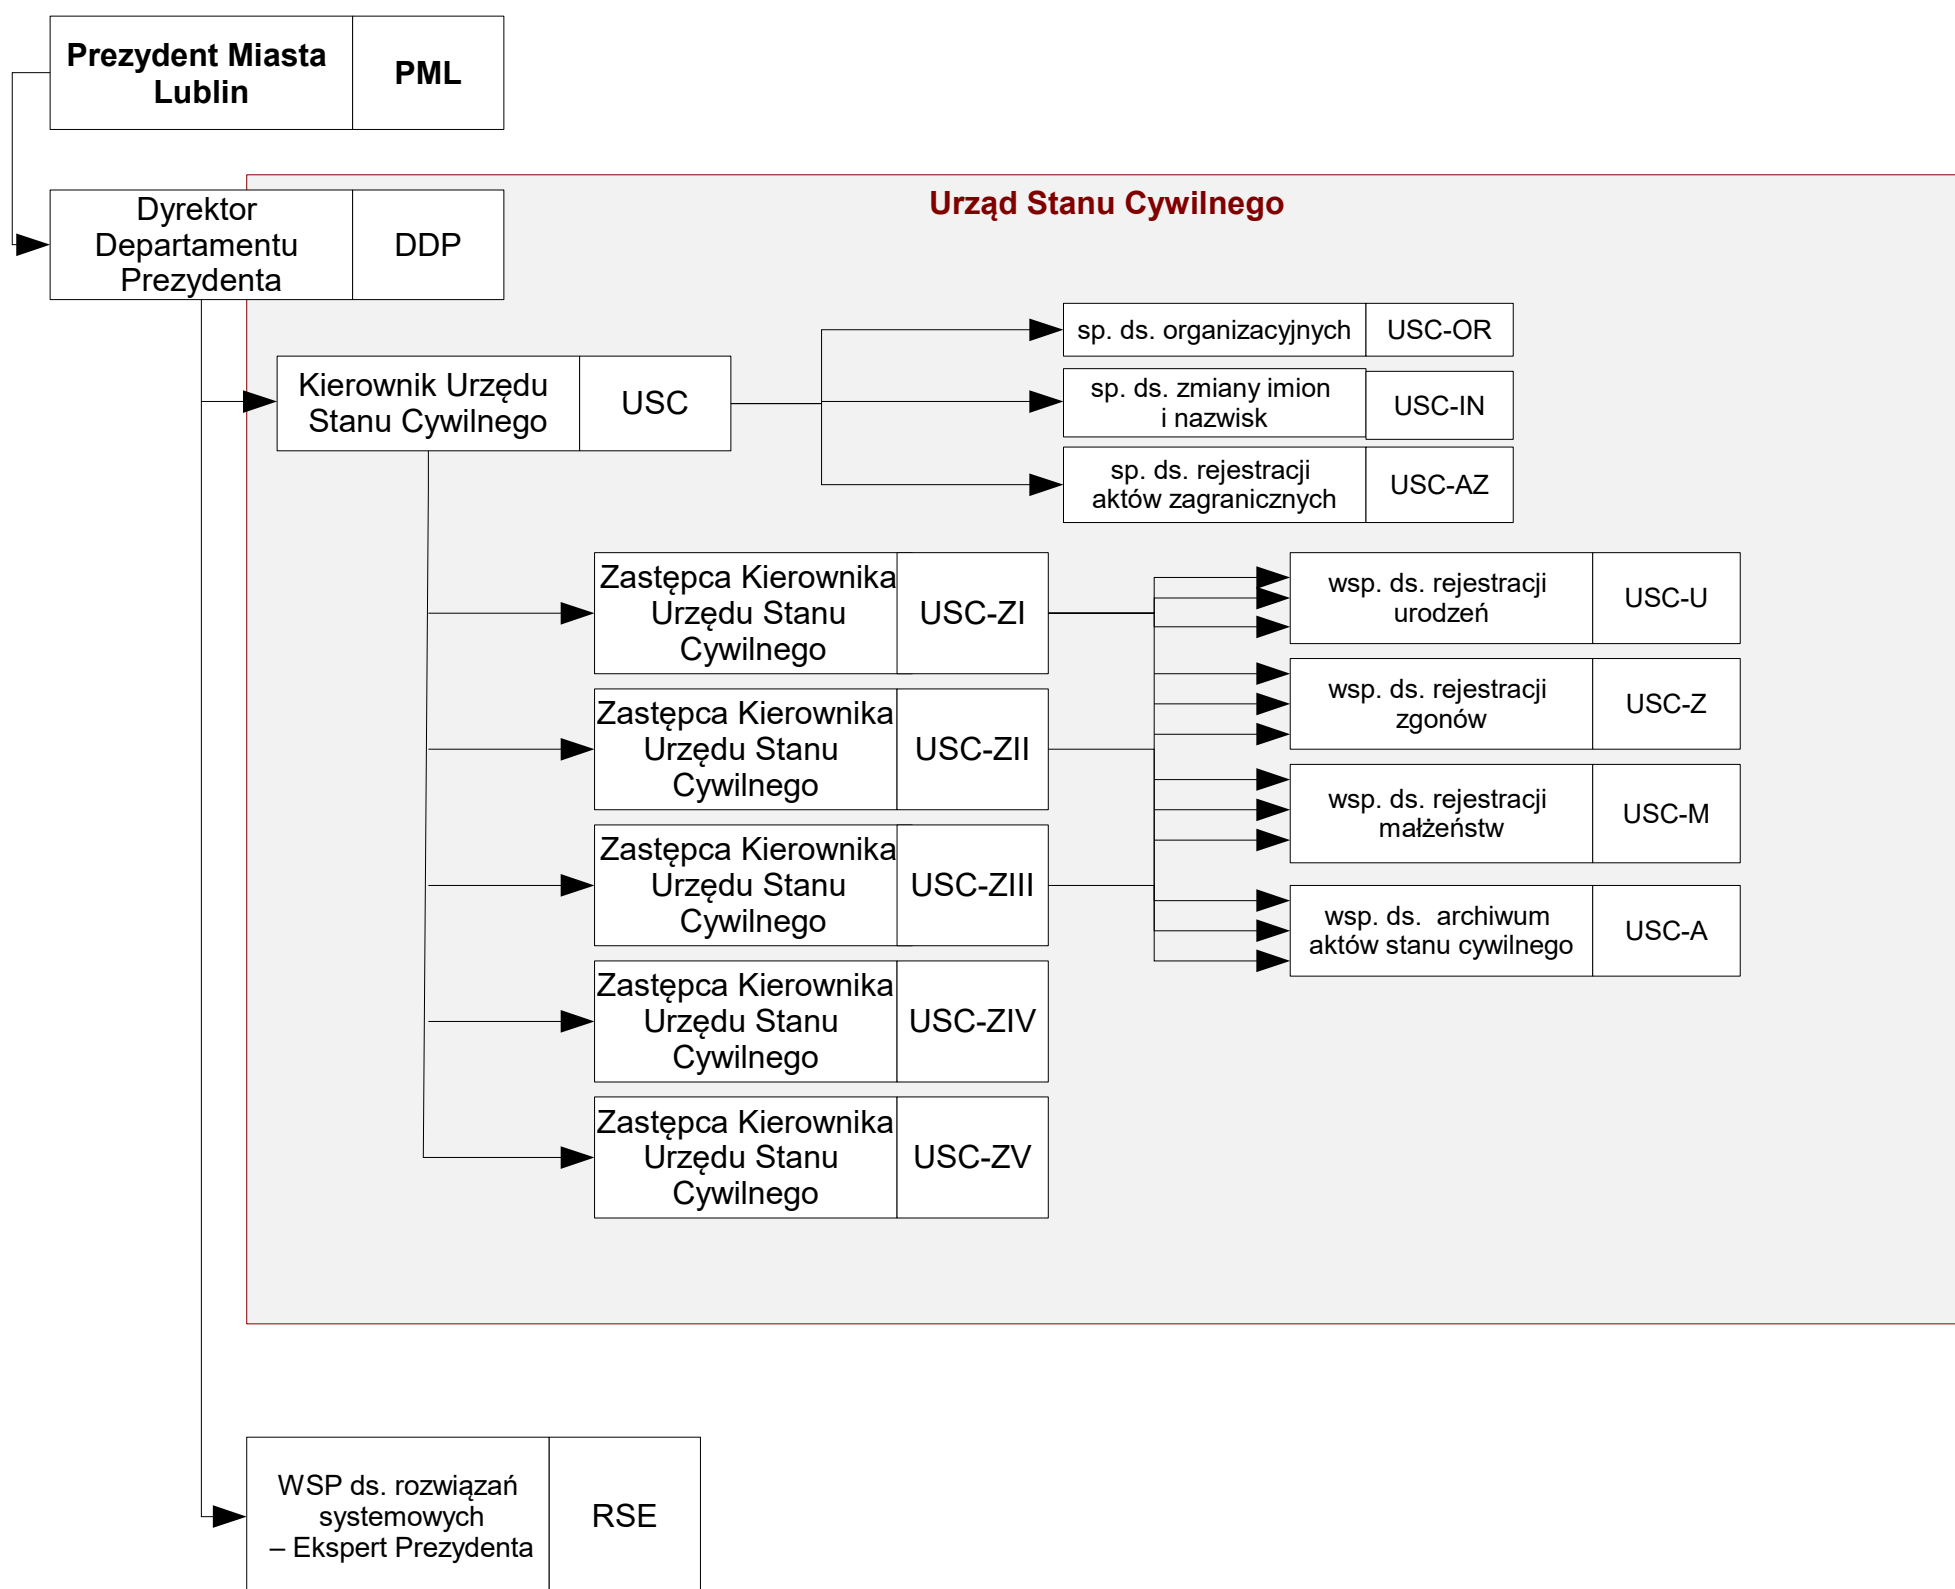 Prezydent Miasta
Lublin
PML
Dyrektor
Departamentu
Prezydenta
DDP
Urząd Stanu Cywilnego
Kierownik Urzędu
Stanu Cywilnego
USC
sp. ds. organizacyjnych
USC-OR
sp. ds. zmiany imion
i nazwisk
USC-IN
sp. ds. rejestracji
aktów zagranicznych
USC-AZ
Zastępca Kierownika
Urzędu Stanu
Cywilnego
USC-ZI
Zastępca Kierownika
Urzędu Stanu
Cywilnego
USC-ZII
Zastępca Kierownika
Urzędu Stanu
Cywilnego
USC-ZIII
Zastępca Kierownika
Urzędu Stanu
Cywilnego
USC-ZIV
Zastępca Kierownika
Urzędu Stanu
Cywilnego
USC-ZV
wsp. ds. rejestracji
urodzeń
USC-U
wsp. ds. rejestracji
zgonów
USC-Z
wsp. ds. rejestracji
małżeństw
USC-M
wsp. ds. archiwum
aktów stanu cywilnego
USC-A
WSP ds. rozwiązań
systemowych
– Ekspert Prezydenta
RSE